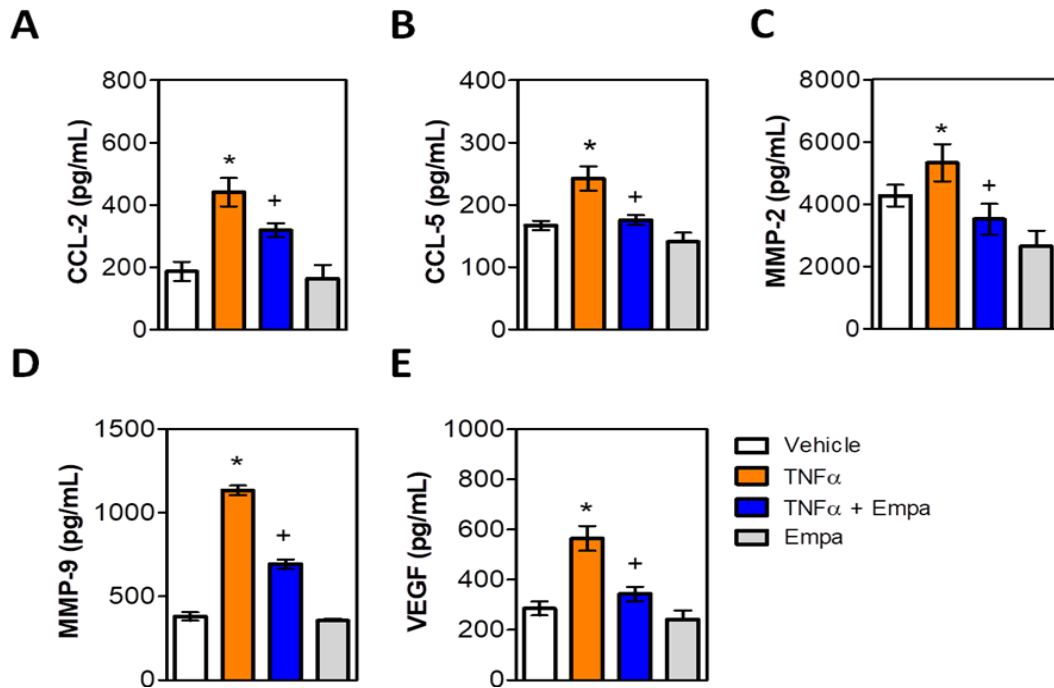 A
CCL-2 (pg/mL)
800
600
400
200
0
*
+
B
CCL-5 (pg/mL)
400
300
200
100
0
*
+
C
MMP-2 (pg/mL)
8000
6000
4000
2000
0
*
+
D
MMP-9 (pg/mL)
1500
1000
500
0
*
+
E
VEGF (pg/mL)
1000
800
600
400
200
0
*
+
Vehicle
TNFα
TNFα + Empa
Empa